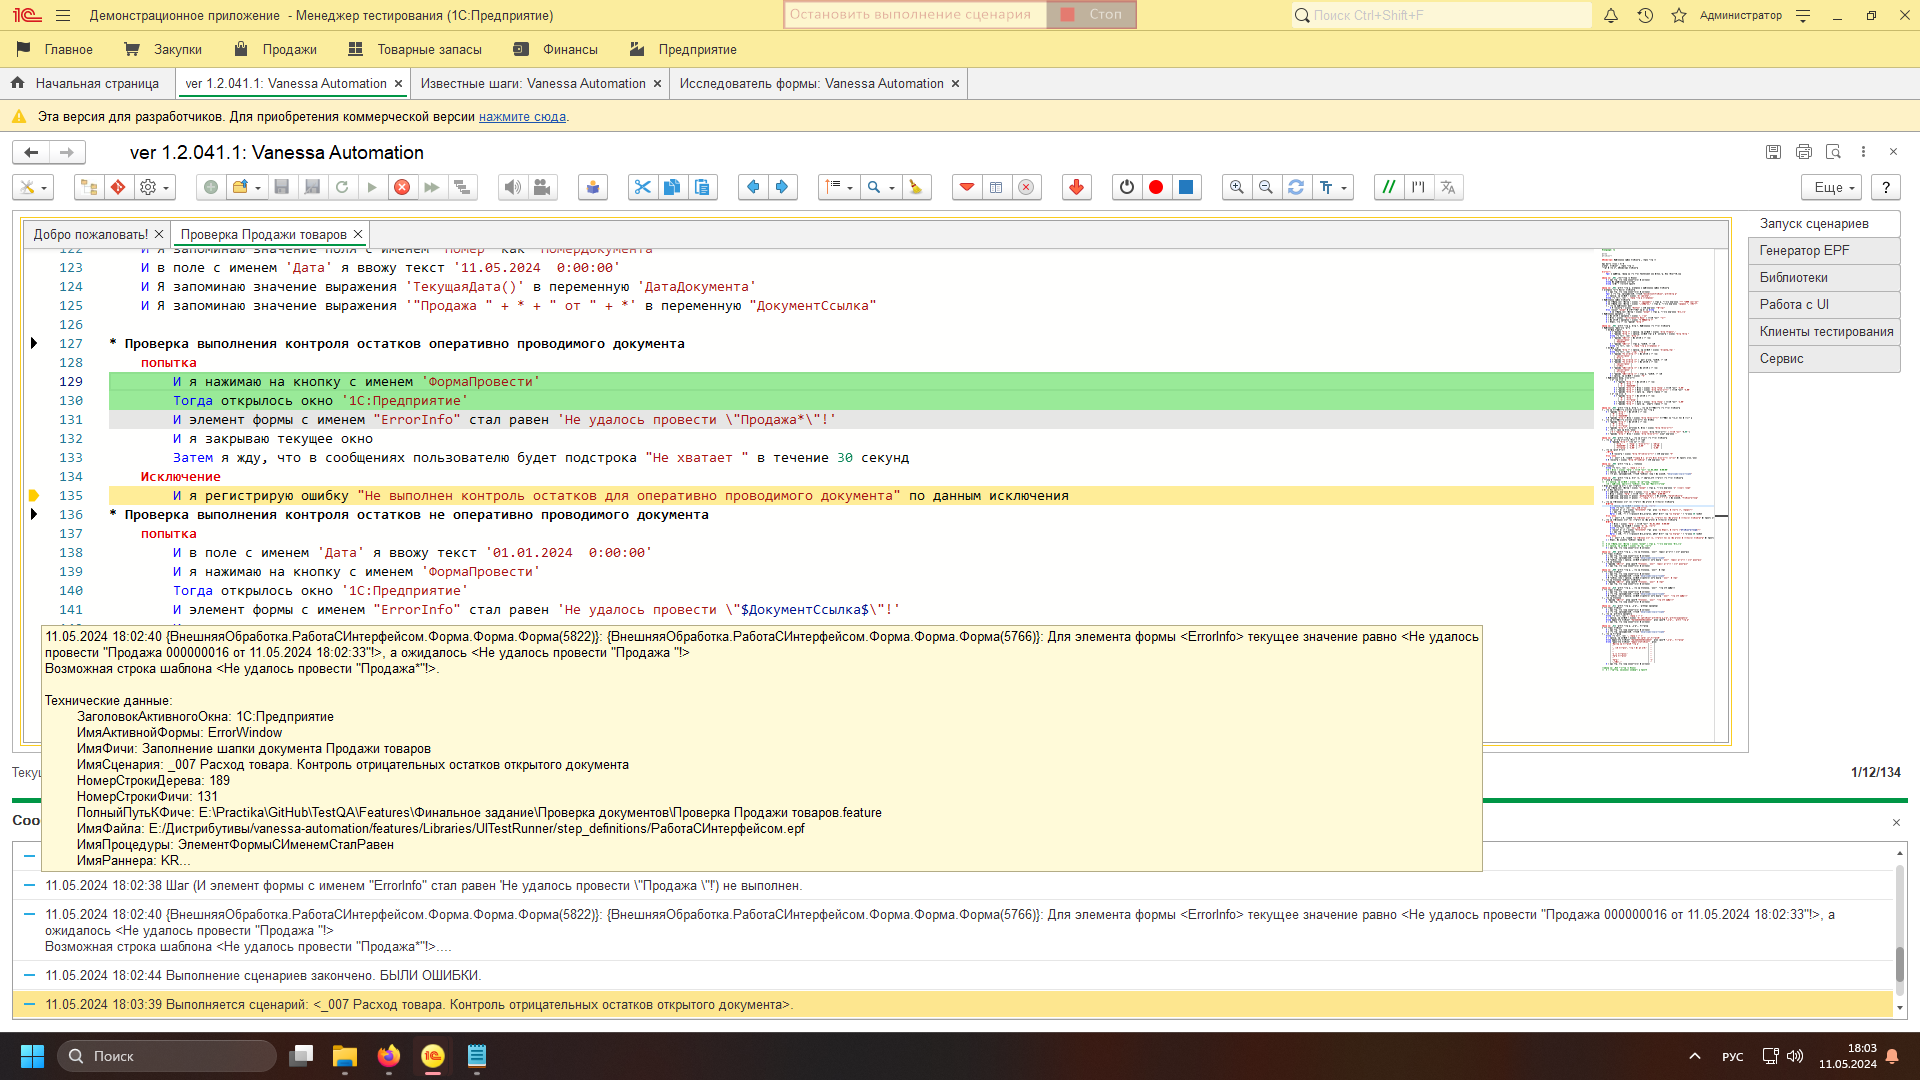 Демонстрационное приложение - Менеджер тестирования (1С:Предприятие)
Остановить выполнение сценария
Стоп
Поиск Ctrl+Shift+F
Администратор
Главное
Закупки
Продажи
Товарные запасы
Финансы
Предприятие
Начальная страница
ver 1.2.041.1: Vanessa Automation
Известные шаги: Vanessa Automation
Исследователь формы: Vanessa Automation
Эта версия для разработчиков. Для приобретения коммерческой версии нажмите сюда.
ver 1.2.041.1: Vanessa Automation
Еще
?
Добро пожаловать!
Проверка Продажи товаров
Запуск сценариев
Генератор EPF
Библиотеки
Работа с UI
Клиенты тестирования
Сервис
122 И Я запоминаю значение поля с именем "Номер" как "НомерДокумента"
123 И в поле с именем 'Дата' я ввожу текст '11.05.2024  0:00:00'
124 И Я запоминаю значение выражения 'ТекущаяДата()' в переменную 'ДатаДокумента'
125 И Я запоминаю значение выражения '"Продажа " + * + " от " + *' в переменную "ДокументСсылка"
126
127 * Проверка выполнения контроля остатков оперативно проводимого документа
128 попытка
129 И я нажимаю на кнопку с именем 'ФормаПровести'
130 Тогда открылось окно '1С:Предприятие'
131 И элемент формы с именем "ErrorInfo" стал равен 'Не удалось провести \"Продажа*\"!'
132 И я закрываю текущее окно
133 Затем я жду, что в сообщениях пользователю будет подстрока "Не хватает " в течение 30 секунд
134 Исключение
135 И я регистрирую ошибку "Не выполнен контроль остатков для оперативно проводимого документа" по данным исключения
136 * Проверка выполнения контроля остатков не оперативно проводимого документа
137 попытка
138 И в поле с именем 'Дата' я ввожу текст '01.01.2024  0:00:00'
139 И я нажимаю на кнопку с именем 'ФормаПровести'
140 Тогда открылось окно '1С:Предприятие'
141 И элемент формы с именем "ErrorInfo" стал равен 'Не удалось провести \"$ДокументСсылка$\"!'
11.05.2024 18:02:40 {ВнешняяОбработка.РаботаСИнтерфейсом.Форма.Форма.Форма(5822)}: {ВнешняяОбработка.РаботаСИнтерфейсом.Форма.Форма.Форма(5766)}: Для элемента формы <ErrorInfo> текущее значение равно <Не удалось
провести "Продажа 000000016 от 11.05.2024 18:02:33"!>, а ожидалось <Не удалось провести "Продажа "!>
Возможная строка шаблона <Не удалось провести "Продажа*"!>.
Технические данные:
ЗаголовокАктивногоОкна: 1С:Предприятие
ИмяАктивнойФормы: ErrorWindow
ИмяФичи: Заполнение шапки документа Продажи товаров
ИмяСценария: _007 Расход товара. Контроль отрицательных остатков открытого документа
НомерСтрокиДерева: 189
НомерСтрокиФичи: 131
ПолныйПутьКФиче: E:\Practika\GitHub\TestQA\Features\Финальное задание\Проверка документов\Проверка Продажи товаров.feature
ИмяФайла: E:/Дистрибутивы/vanessa-automation/features/Libraries/UITestRunner/step_definitions/РаботаСИнтерфейсом.epf
ИмяПроцедуры: ЭлементФормыСИменемСталРавен
ИмяРаннера: KR...
Теку
1/12/134
Соо
11.05.2024 18:02:38 Шаг (И элемент формы с именем "ErrorInfo" стал равен 'Не удалось провести \"Продажа \"!') не выполнен.
11.05.2024 18:02:40 {ВнешняяОбработка.РаботаСИнтерфейсом.Форма.Форма.Форма(5822)}: {ВнешняяОбработка.РаботаСИнтерфейсом.Форма.Форма.Форма(5766)}: Для элемента формы <ErrorInfo> текущее значение равно <Не удалось провести "Продажа 000000016 от 11.05.2024 18:02:33"!>, а
ожидалось <Не удалось провести "Продажа "!>
Возможная строка шаблона <Не удалось провести "Продажа*"!>....
11.05.2024 18:02:44 Выполнение сценариев закончено. БЫЛИ ОШИБКИ.
11.05.2024 18:03:39 Выполняется сценарий: <_007 Расход товара. Контроль отрицательных остатков открытого документа>.
Поиск
РУС
18:03
11.05.2024